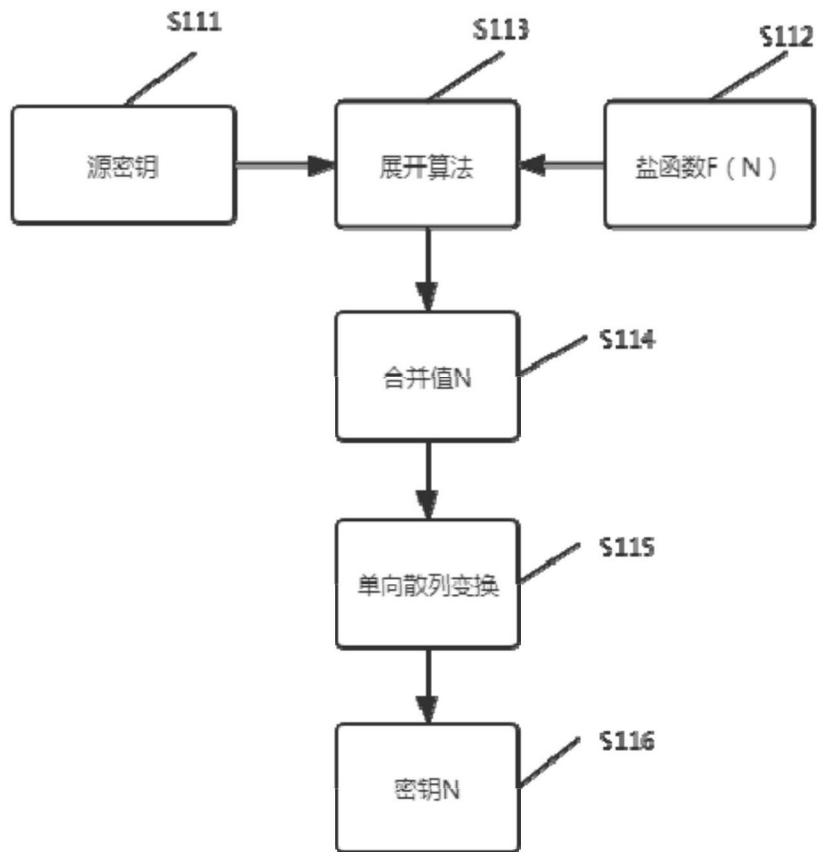 S111
S113
S112
源密钥
展开算法
盐函数F（N）
合并值N
S114
单向散列变换
S115
密钥N
S116